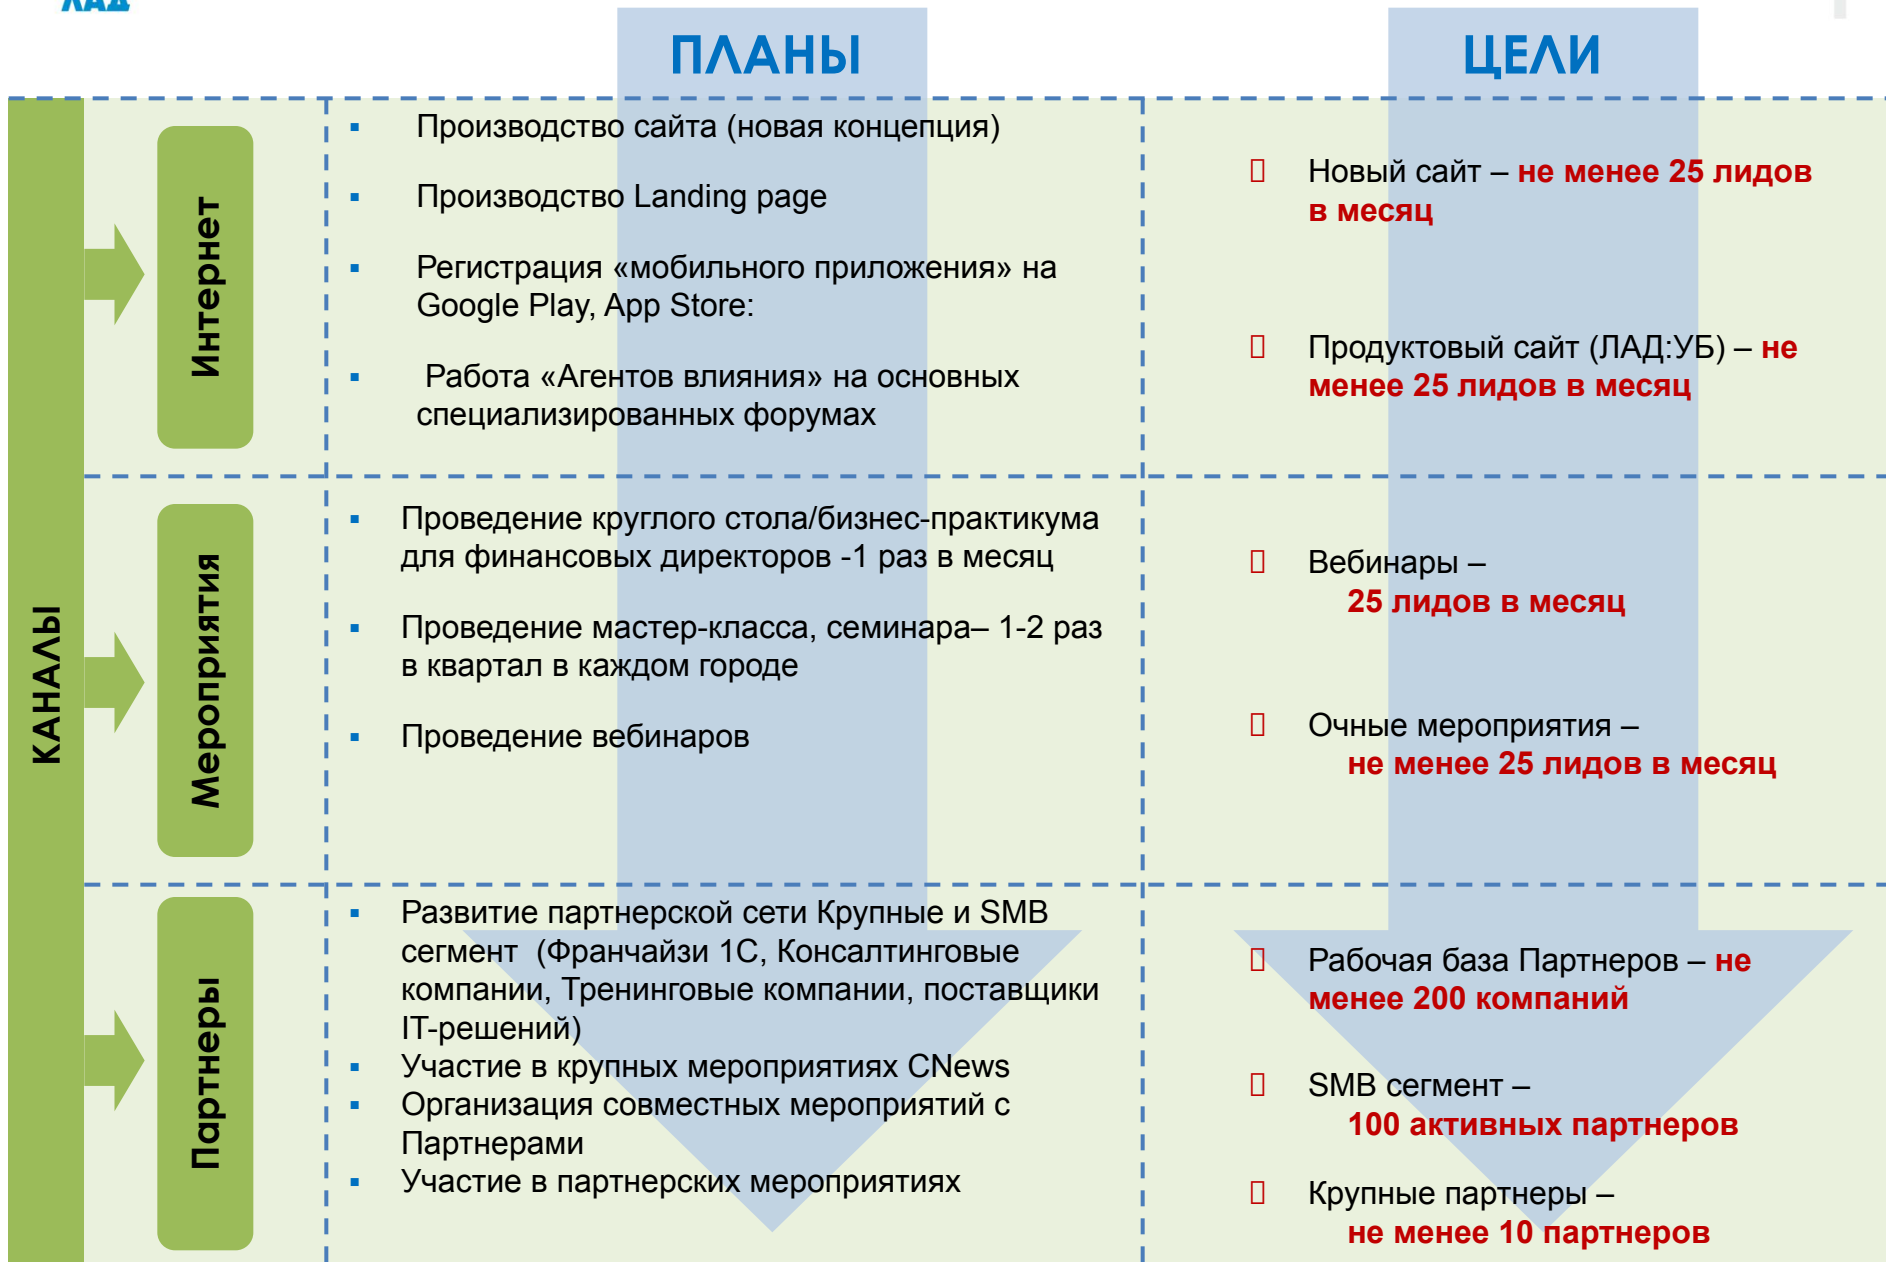 ЛАД
ПЛАНЫ
ЦЕЛИ
КАНАЛЫ
Интернет
▪ Производство сайта (новая концепция)
▪ Производство Landing page
▪ Регистрация «мобильного приложения» на
Google Play, App Store:
▪ Работа «Агентов влияния» на основных
специализированных форумах
Новый сайт – не менее 25 лидов
в месяц
Продуктовый сайт (ЛАД:УБ) – не
менее 25 лидов в месяц
Мероприятия
▪ Проведение круглого стола/бизнес-практикума
для финансовых директоров -1 раз в месяц
▪ Проведение мастер-класса, семинара– 1-2 раз
в квартал в каждом городе
▪ Проведение вебинаров
Вебинары –
25 лидов в месяц
Очные мероприятия –
не менее 25 лидов в месяц
Партнеры
▪ Развитие партнерской сети Крупные и SMB
сегмент (Франчайзи 1С, Консалтинговые
компании, Тренинговые компании, поставщики
IT-решений)
▪ Участие в крупных мероприятиях CNews
▪ Организация совместных мероприятий с
Партнерами
▪ Участие в партнерских мероприятиях
Рабочая база Партнеров – не
менее 200 компаний
SMB сегмент –
100 активных партнеров
Крупные партнеры –
не менее 10 партнеров